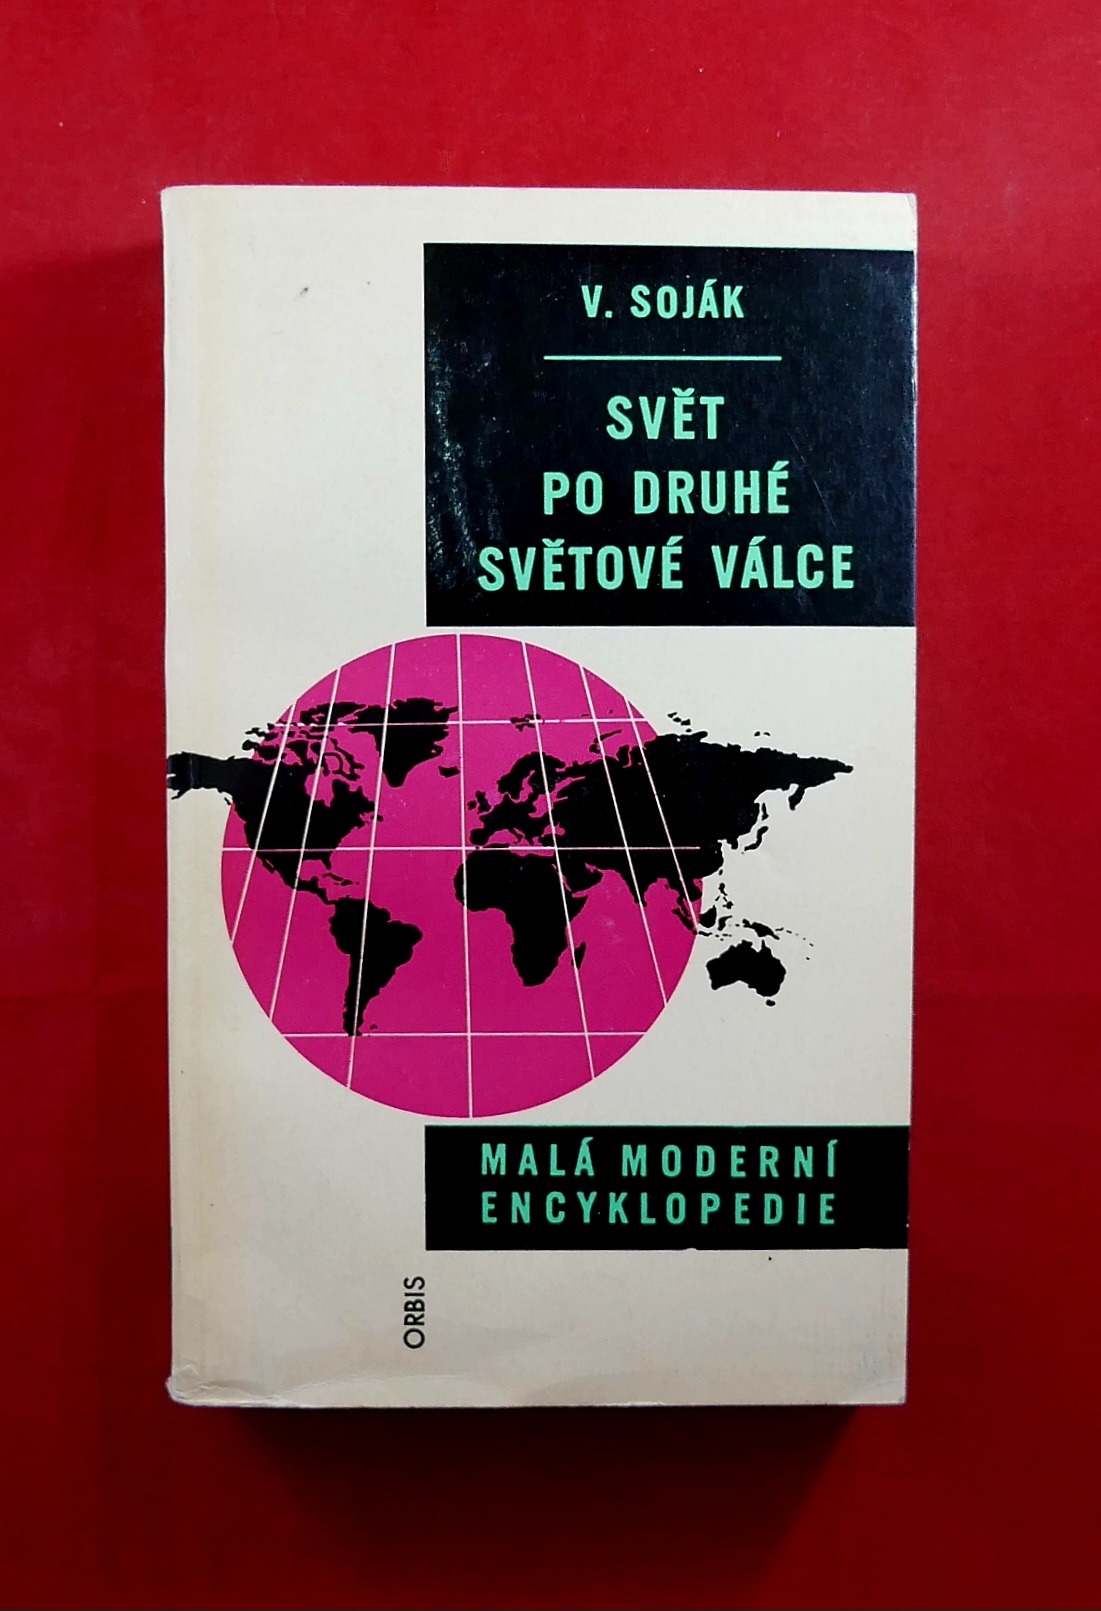 V. SOJÁK
SVĚT
PO DRUHÉ
SVĚTOVÉ VÁLCE
MALÁ MODERNÍ
ENCYKLOPEDIE
ORBIS